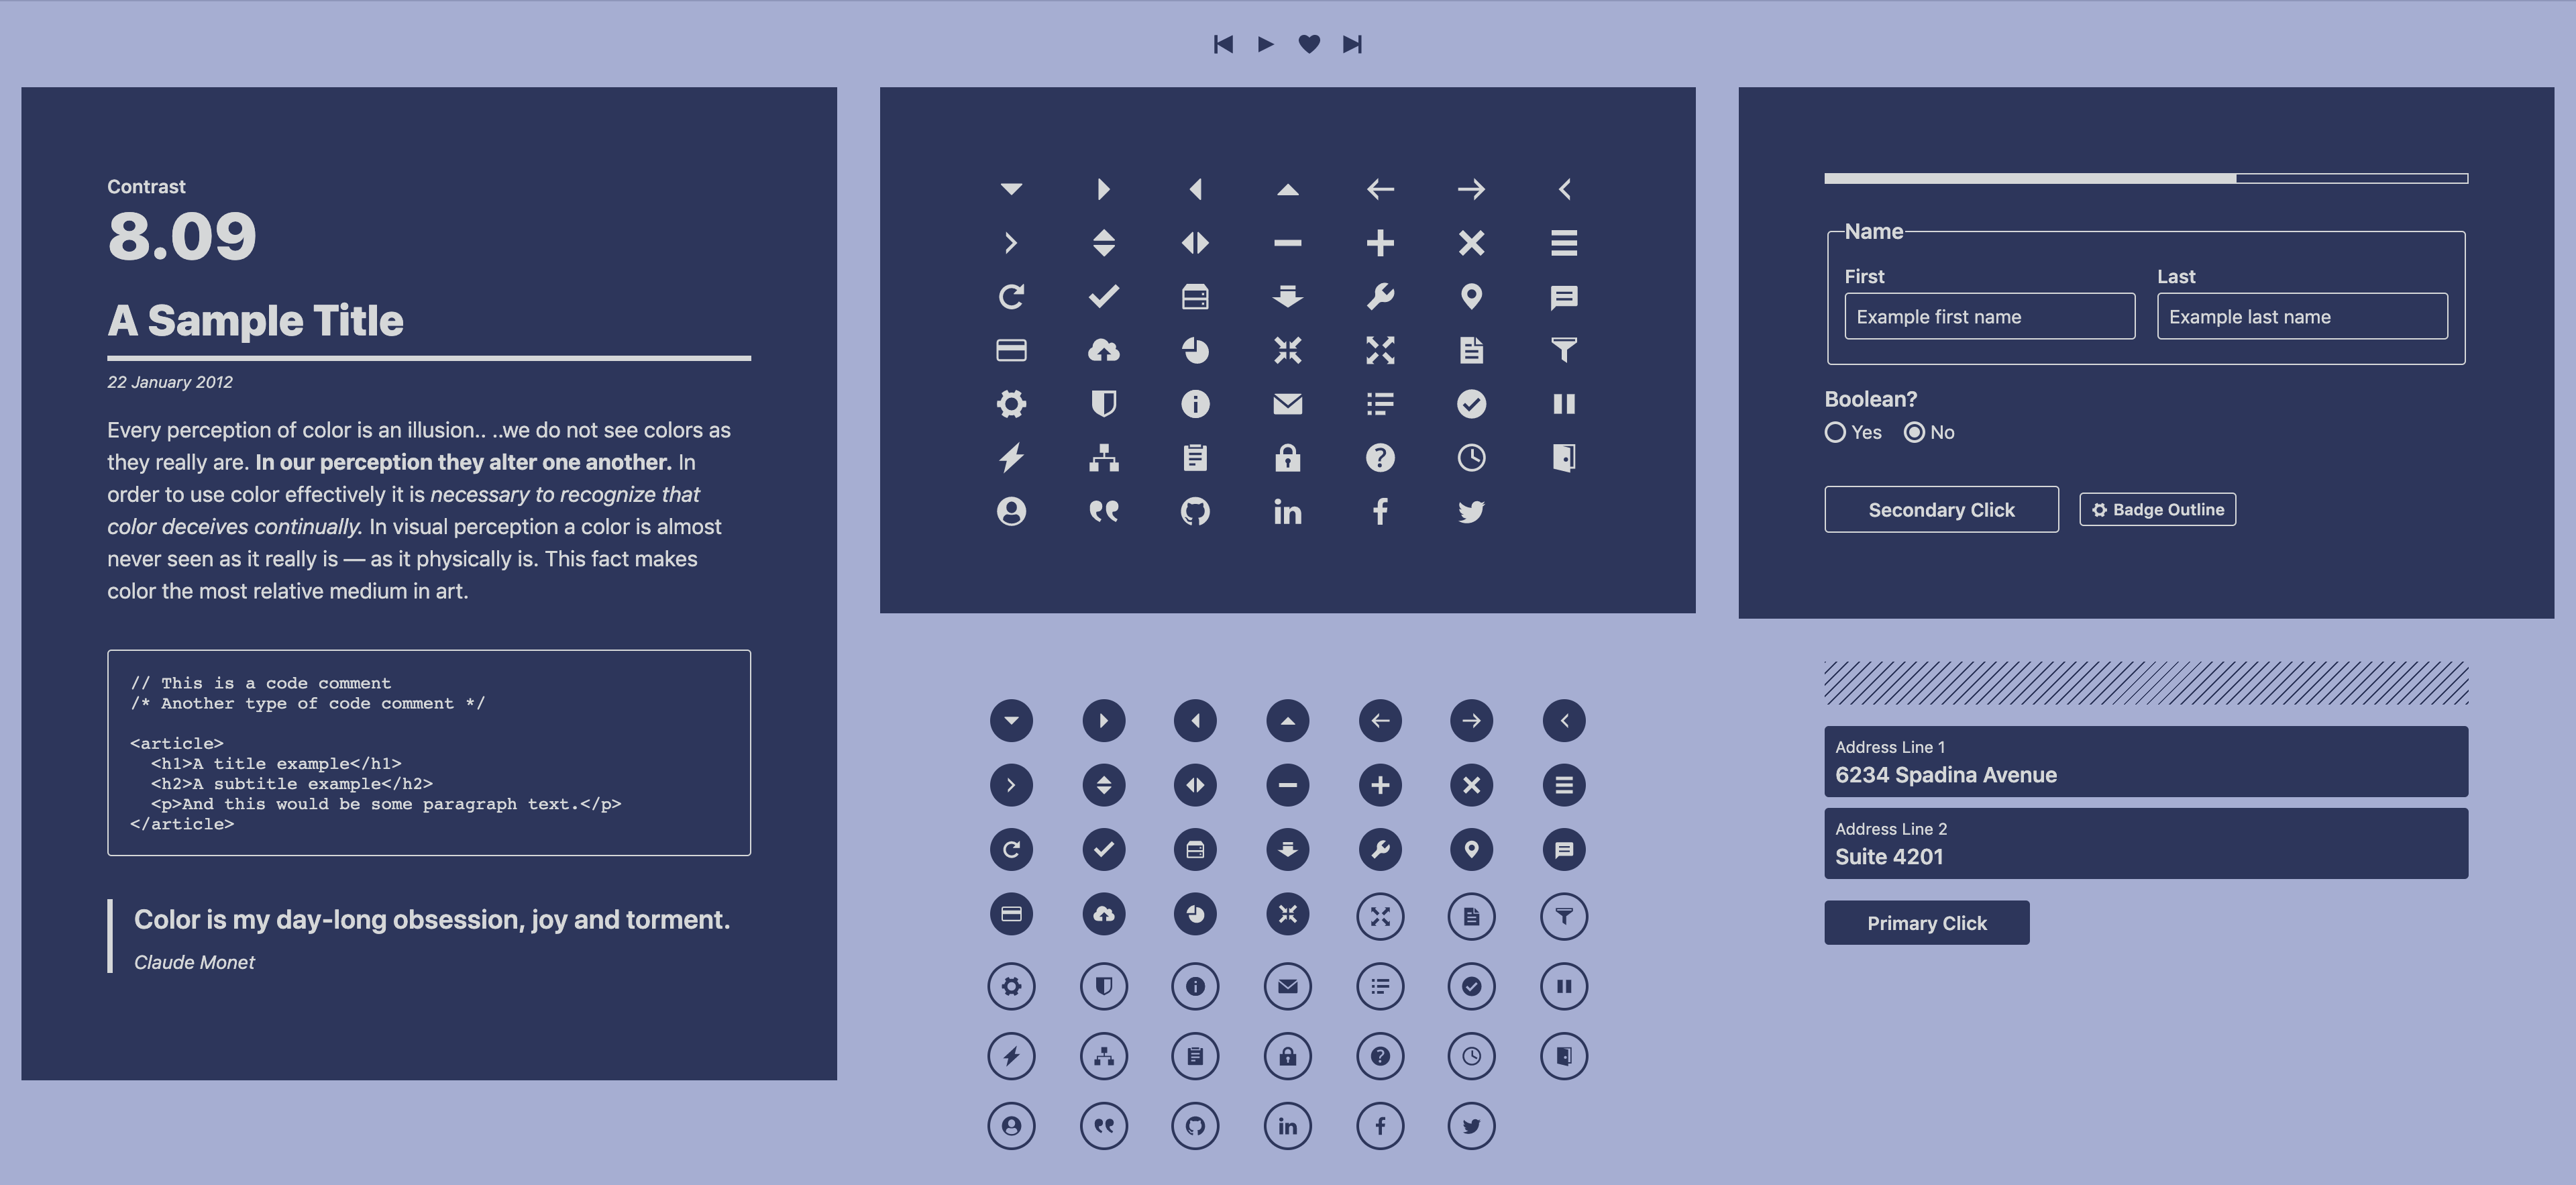 Contrast
8.09
A Sample Title
22 January 2012
Every perception of color is an illusion.. ..we do not see colors as
they really are. In our perception they alter one another. In
order to use color effectively it is necessary to recognize that
color deceives continually. In visual perception a color is almost
never seen as it really is — as it physically is. This fact makes
color the most relative medium in art.
// This is a code comment
/* Another type of code comment */
<article>
  <h1>A title example</h1>
  <h2>A subtitle example</h2>
  <p>And this would be some paragraph text.</p>
</article>
Color is my day-long obsession, joy and torment.
Claude Monet
Name
First Last
Example first name Example last name
Boolean?
Yes No
Secondary Click Badge Outline
Address Line 1
6234 Spadina Avenue
Address Line 2
Suite 4201
Primary Click